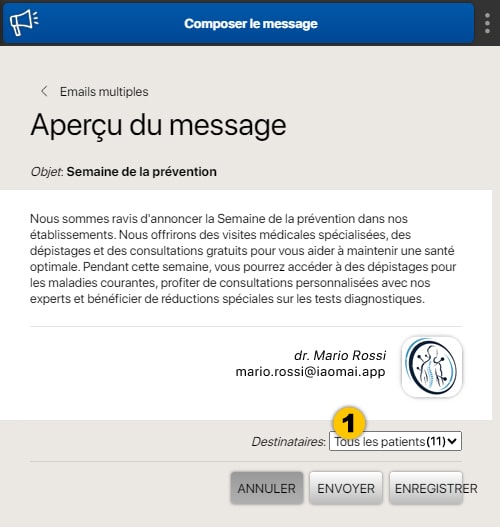 Composer le message
Emails multiples
Aperçu du message
Objet: Semaine de la prévention
Nous sommes ravis d'annoncer la Semaine de la prévention dans nos
établissements. Nous offrirons des visites médicales spécialisées, des
dépistages et des consultations gratuits pour vous aider à maintenir une santé
optimale. Pendant cette semaine, vous pourrez accéder à des dépistages pour
les maladies courantes, profiter de consultations personnalisées avec nos
experts et bénéficier de réductions spéciales sur les tests diagnostiques.
dr. Mario Rossi
mario.rossi@iaomai.app
1
Destinataires: Tous les patients (11)
ANNULER ENVOYER ENREGISTRER